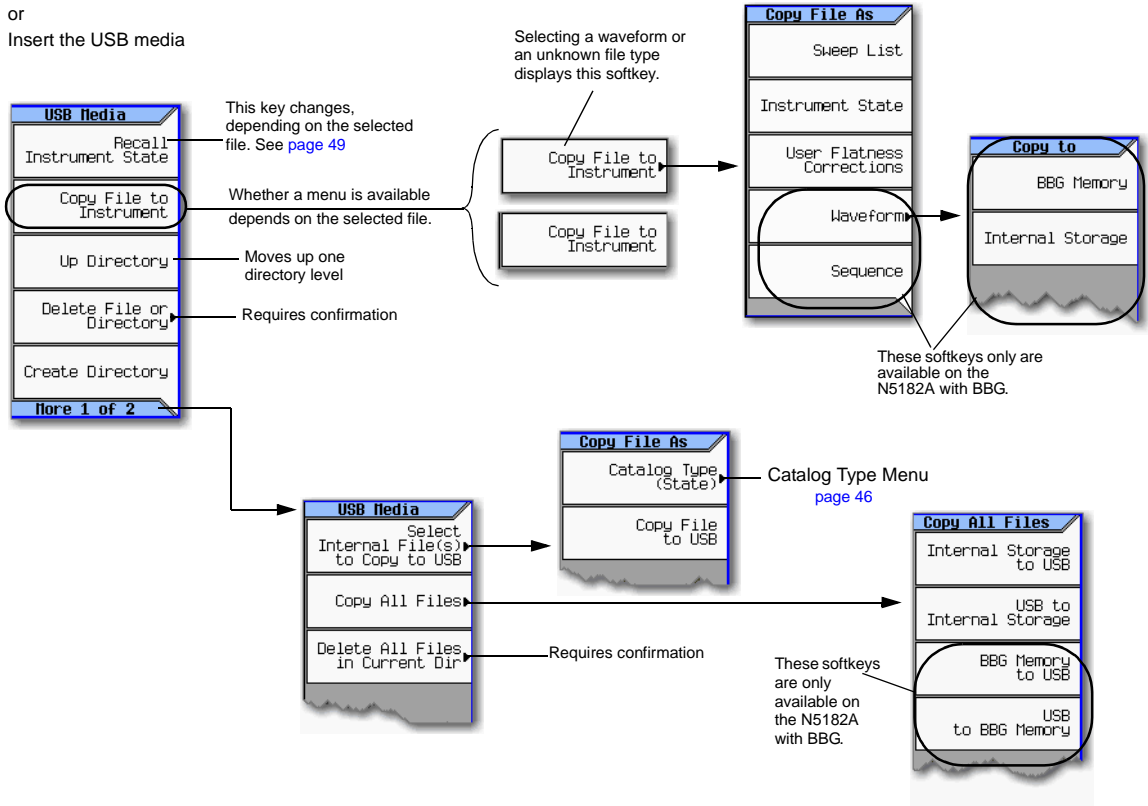 or
Insert the USB media
USB Media
Recall
Instrument State
Copy File to
Instrument
Up Directory
Delete File or
Directory
Create Directory
More 1 of 2
This key changes,
depending on the selected
file. See page 49
Whether a menu is available
depends on the selected file.
Moves up one
directory level
Requires confirmation
Selecting a waveform or
an unknown file type
displays this softkey.
Copy File to
Instrument
Copy File to
Instrument
Copy File As
Sweep List
Instrument State
User Flatness
Corrections
Waveform
Sequence
Copy to
BBG Memory
Internal Storage
These softkeys only are
available on the
N5182A with BBG.
USB Media
Select
Internal File(s)
to Copy to USB
Copy All Files
Delete All Files
in Current Dir
Requires confirmation
Copy File As
Catalog Type
(State)
Copy File
to USB
Catalog Type Menu
page 46
Copy All Files
Internal Storage
to USB
USB to
Internal Storage
BBG Memory
to USB
USB
to BBG Memory
These softkeys
are only
available on
the N5182A
with BBG.